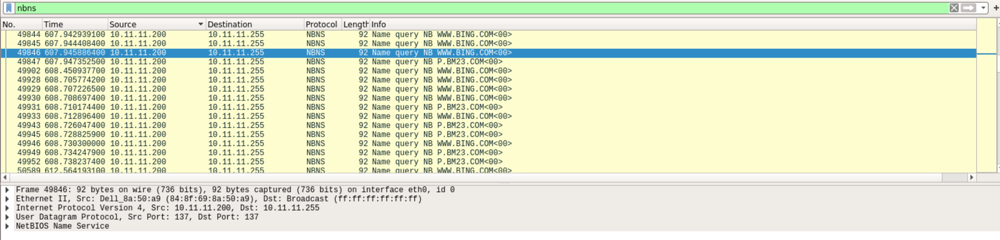 nbns
No. Time Source Destination Protocol Length Info
49844 607.942939100 10.11.11.200 10.11.11.255 NBNS 92 Name query NB WWW.BING.COM<00>
49845 607.944408400 10.11.11.200 10.11.11.255 NBNS 92 Name query NB WWW.BING.COM<00>
49846 607.945886400 10.11.11.200 10.11.11.255 NBNS 92 Name query NB WWW.BING.COM<00>
49847 607.947352500 10.11.11.200 10.11.11.255 NBNS 92 Name query NB P.BM23.COM<00>
49902 608.450937700 10.11.11.200 10.11.11.255 NBNS 92 Name query NB WWW.BING.COM<00>
49928 608.705774200 10.11.11.200 10.11.11.255 NBNS 92 Name query NB WWW.BING.COM<00>
49929 608.707226500 10.11.11.200 10.11.11.255 NBNS 92 Name query NB WWW.BING.COM<00>
49930 608.708697400 10.11.11.200 10.11.11.255 NBNS 92 Name query NB WWW.BING.COM<00>
49931 608.710174400 10.11.11.200 10.11.11.255 NBNS 92 Name query NB P.BM23.COM<00>
49933 608.712896400 10.11.11.200 10.11.11.255 NBNS 92 Name query NB WWW.BING.COM<00>
49943 608.726047400 10.11.11.200 10.11.11.255 NBNS 92 Name query NB P.BM23.COM<00>
49945 608.728825900 10.11.11.200 10.11.11.255 NBNS 92 Name query NB P.BM23.COM<00>
49946 608.730300000 10.11.11.200 10.11.11.255 NBNS 92 Name query NB WWW.BING.COM<00>
49949 608.734247900 10.11.11.200 10.11.11.255 NBNS 92 Name query NB P.BM23.COM<00>
49952 608.738237400 10.11.11.200 10.11.11.255 NBNS 92 Name query NB P.BM23.COM<00>
50589 612.564193100 10.11.11.200 10.11.11.255 NBNS 92 Name query NB WWW.BING.COM<00>
Frame 49846: 92 bytes on wire (736 bits), 92 bytes captured (736 bits) on interface eth0, id 0
Ethernet II, Src: Dell_8a:50:a9 (84:8f:69:8a:50:a9), Dst: Broadcast (ff:ff:ff:ff:ff:ff)
Internet Protocol Version 4, Src: 10.11.11.200, Dst: 10.11.11.255
User Datagram Protocol, Src Port: 137, Dst Port: 137
NetBIOS Name Service